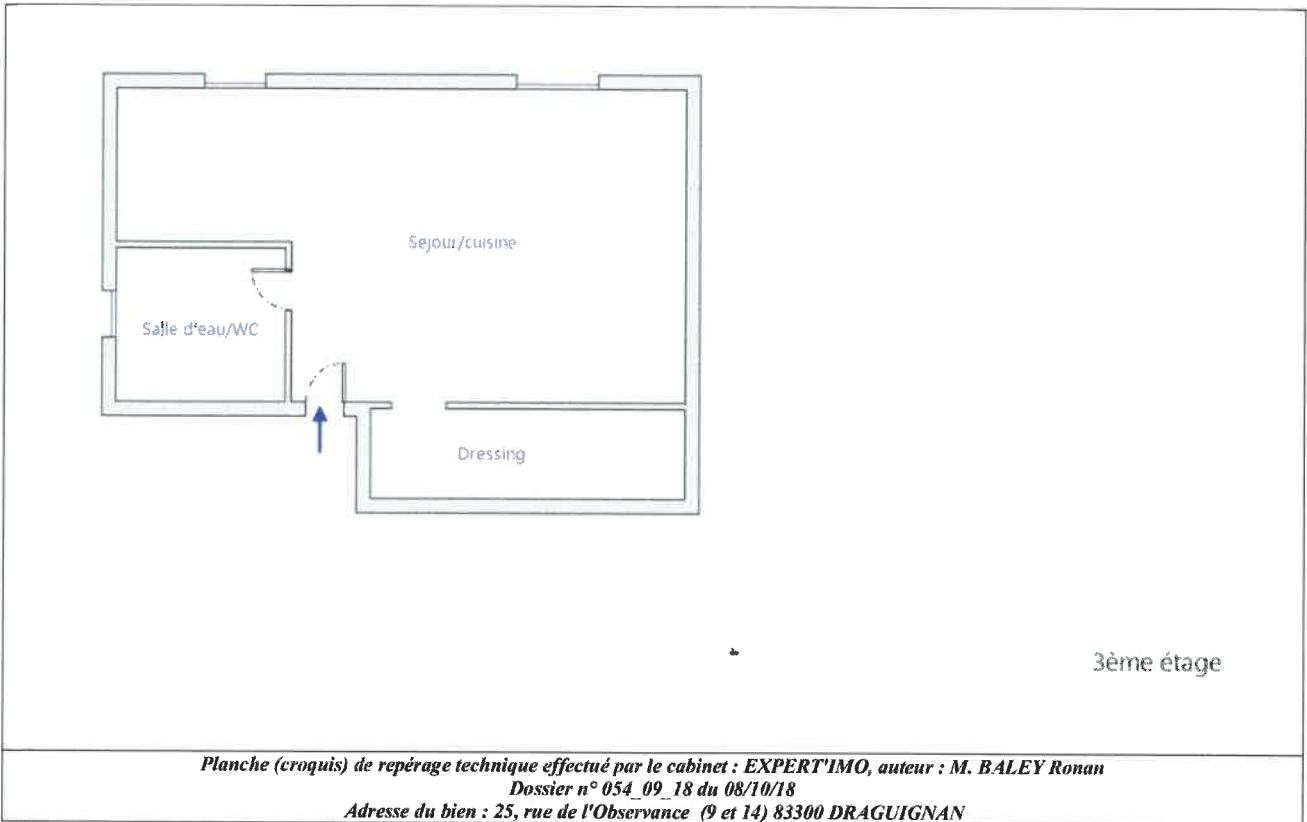 Sejour/cuisine
Salle d'eau/WC
Dressing
3ème étage
Planche (croquis) de repérage technique effectué par le cabinet : EXPERT'IMO, auteur : M. BALEY Ronan
Dossier n° 054_09_18 du 08/10/18
Adresse du bien : 25, rue de l'Observance (9 et 14) 83300 DRAGUIGNAN